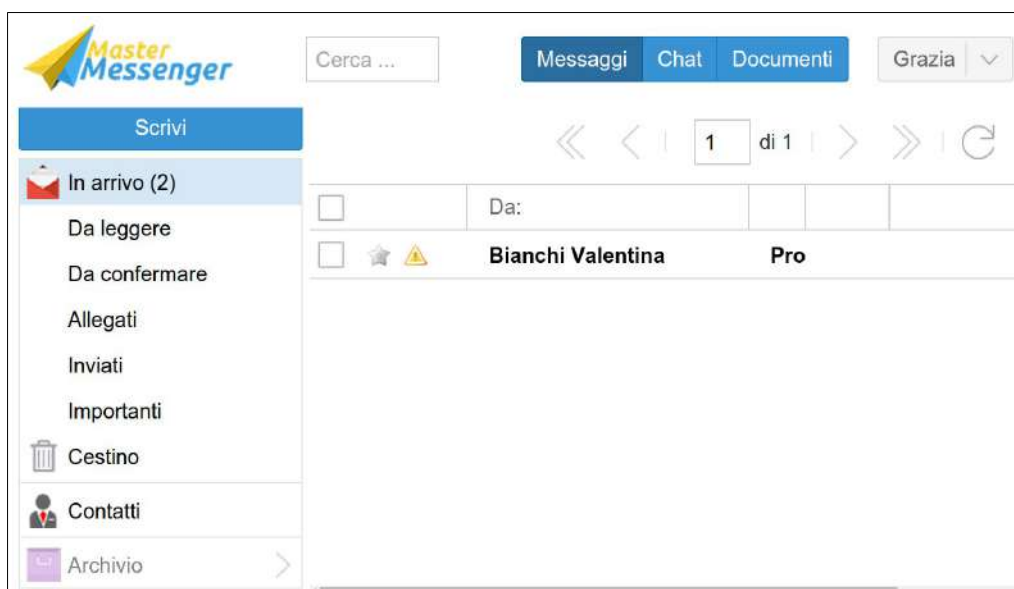 Master
Messenger
Cerca ...
Messaggi Chat Documenti
Grazia
Scrivi
1 di 1
In arrivo (2)
Da:
Da leggere
Bianchi Valentina Pro
Da confermare
Allegati
Inviati
Importanti
Cestino
Contatti
Archivio